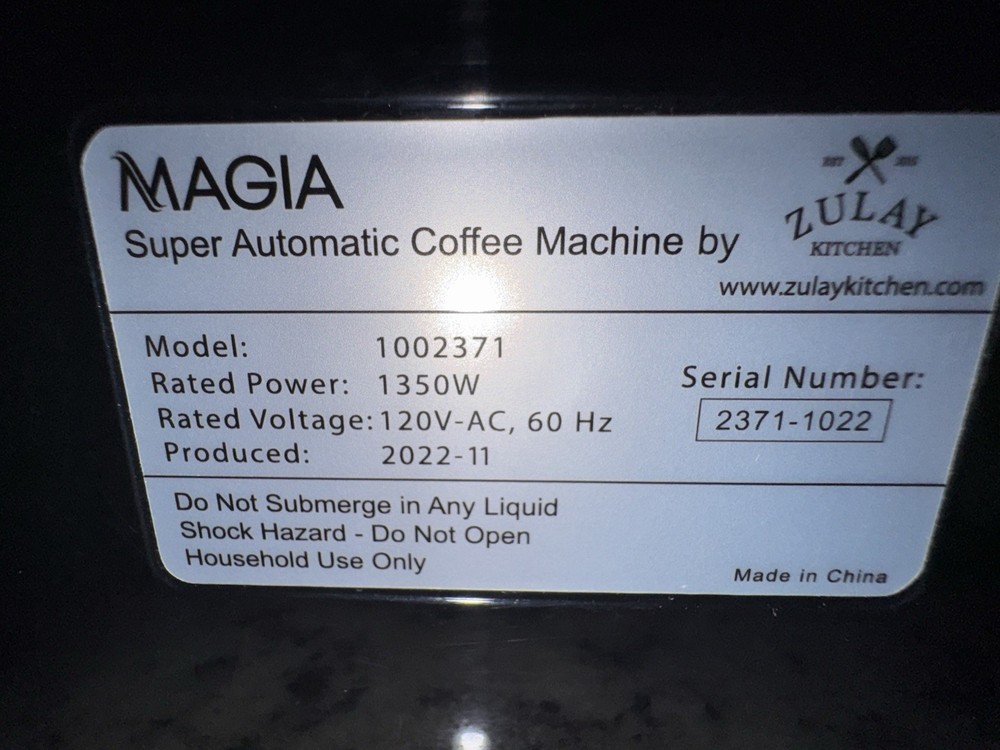 MAGIA
Super Automatic Coffee Machine by
ZULAY
KITCHEN
www.zulaykitchen.com
Model: 1002371
Rated Power: 1350W
Rated Voltage: 120V-AC, 60 Hz
Produced: 2022-11
Serial Number:
2371-1022
Do Not Submerge in Any Liquid
Shock Hazard - Do Not Open
Household Use Only
Made in China